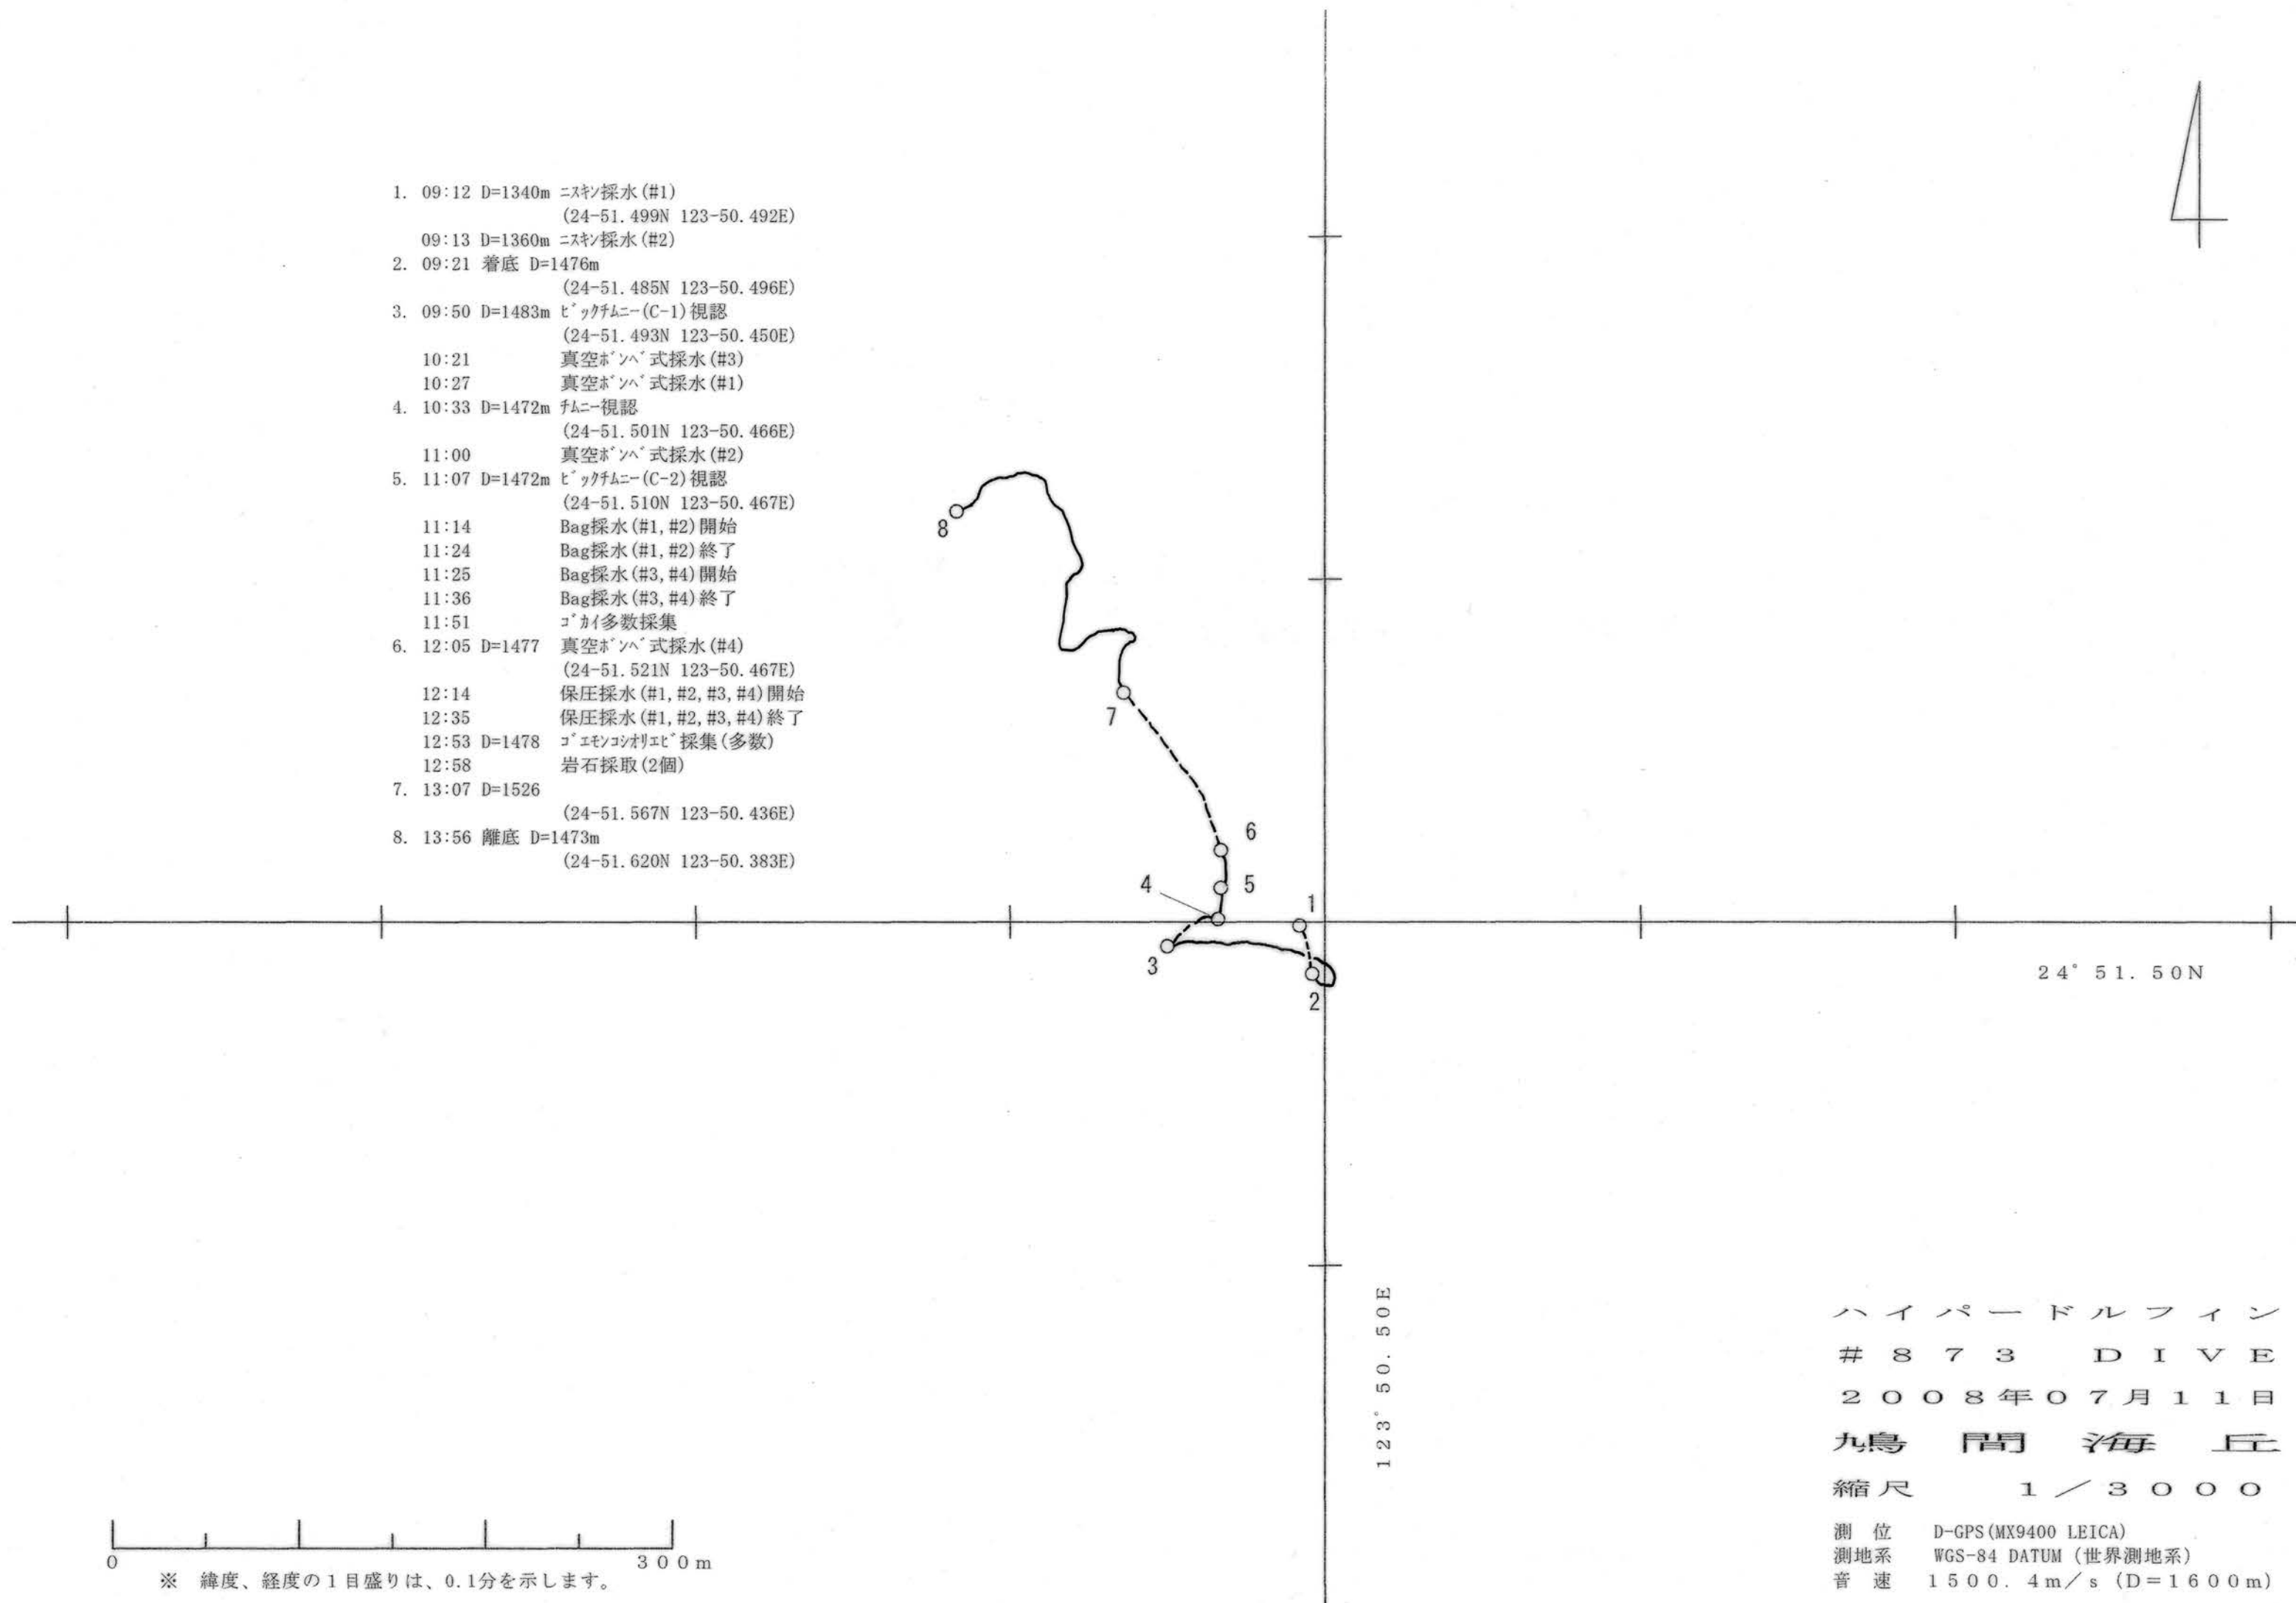 1. 09:12 D=1340m ﾆｽｷﾝ採水(#1)
(24-51.499N 123-50.492E)
09:13 D=1360m ﾆｽｷﾝ採水(#2)
2. 09:21 着底 D=1476m
(24-51.485N 123-50.496E)
3. 09:50 D=1483m ﾋﾞｯｸﾁﾑﾆｰ(C-1)視認
(24-51.493N 123-50.450E)
10:21 真空ﾎﾞﾝﾍﾞ式採水(#3)
10:27 真空ﾎﾞﾝﾍﾞ式採水(#1)
4. 10:33 D=1472m ﾁﾑﾆｰ視認
(24-51.501N 123-50.466E)
11:00 真空ﾎﾞﾝﾍﾞ式採水(#2)
5. 11:07 D=1472m ﾋﾞｯｸﾁﾑﾆｰ(C-2)視認
(24-51.510N 123-50.467E)
11:14 Bag採水(#1,#2)開始
11:24 Bag採水(#1,#2)終了
11:25 Bag採水(#3,#4)開始
11:36 Bag採水(#3,#4)終了
11:51 ｺﾞｶｲ多数採集
6. 12:05 D=1477 真空ﾎﾞﾝﾍﾞ式採水(#4)
(24-51.521N 123-50.467E)
12:14 保圧採水(#1,#2,#3,#4)開始
12:35 保圧採水(#1,#2,#3,#4)終了
12:53 D=1478 ｺﾞｴﾓﾝｺｼｵﾘｴﾋﾞ採集(多数)
12:58 岩石採取(2個)
7. 13:07 D=1526
(24-51.567N 123-50.436E)
8. 13:56 離底 D=1473m
(24-51.620N 123-50.383E)
8
7
6
5
4
1
3
2
24°51.50N
123°50.50E
ハイパードルフィン
#873 DIVE
2008年07月11日
鳩間海丘
縮尺 1／3000
測位 D-GPS(MX9400 LEICA)
測地系 WGS-84 DATUM (世界測地系)
音速 1500.4m／s (D=1600m)
0 300m
※ 緯度、経度の1目盛りは、0.1分を示します。